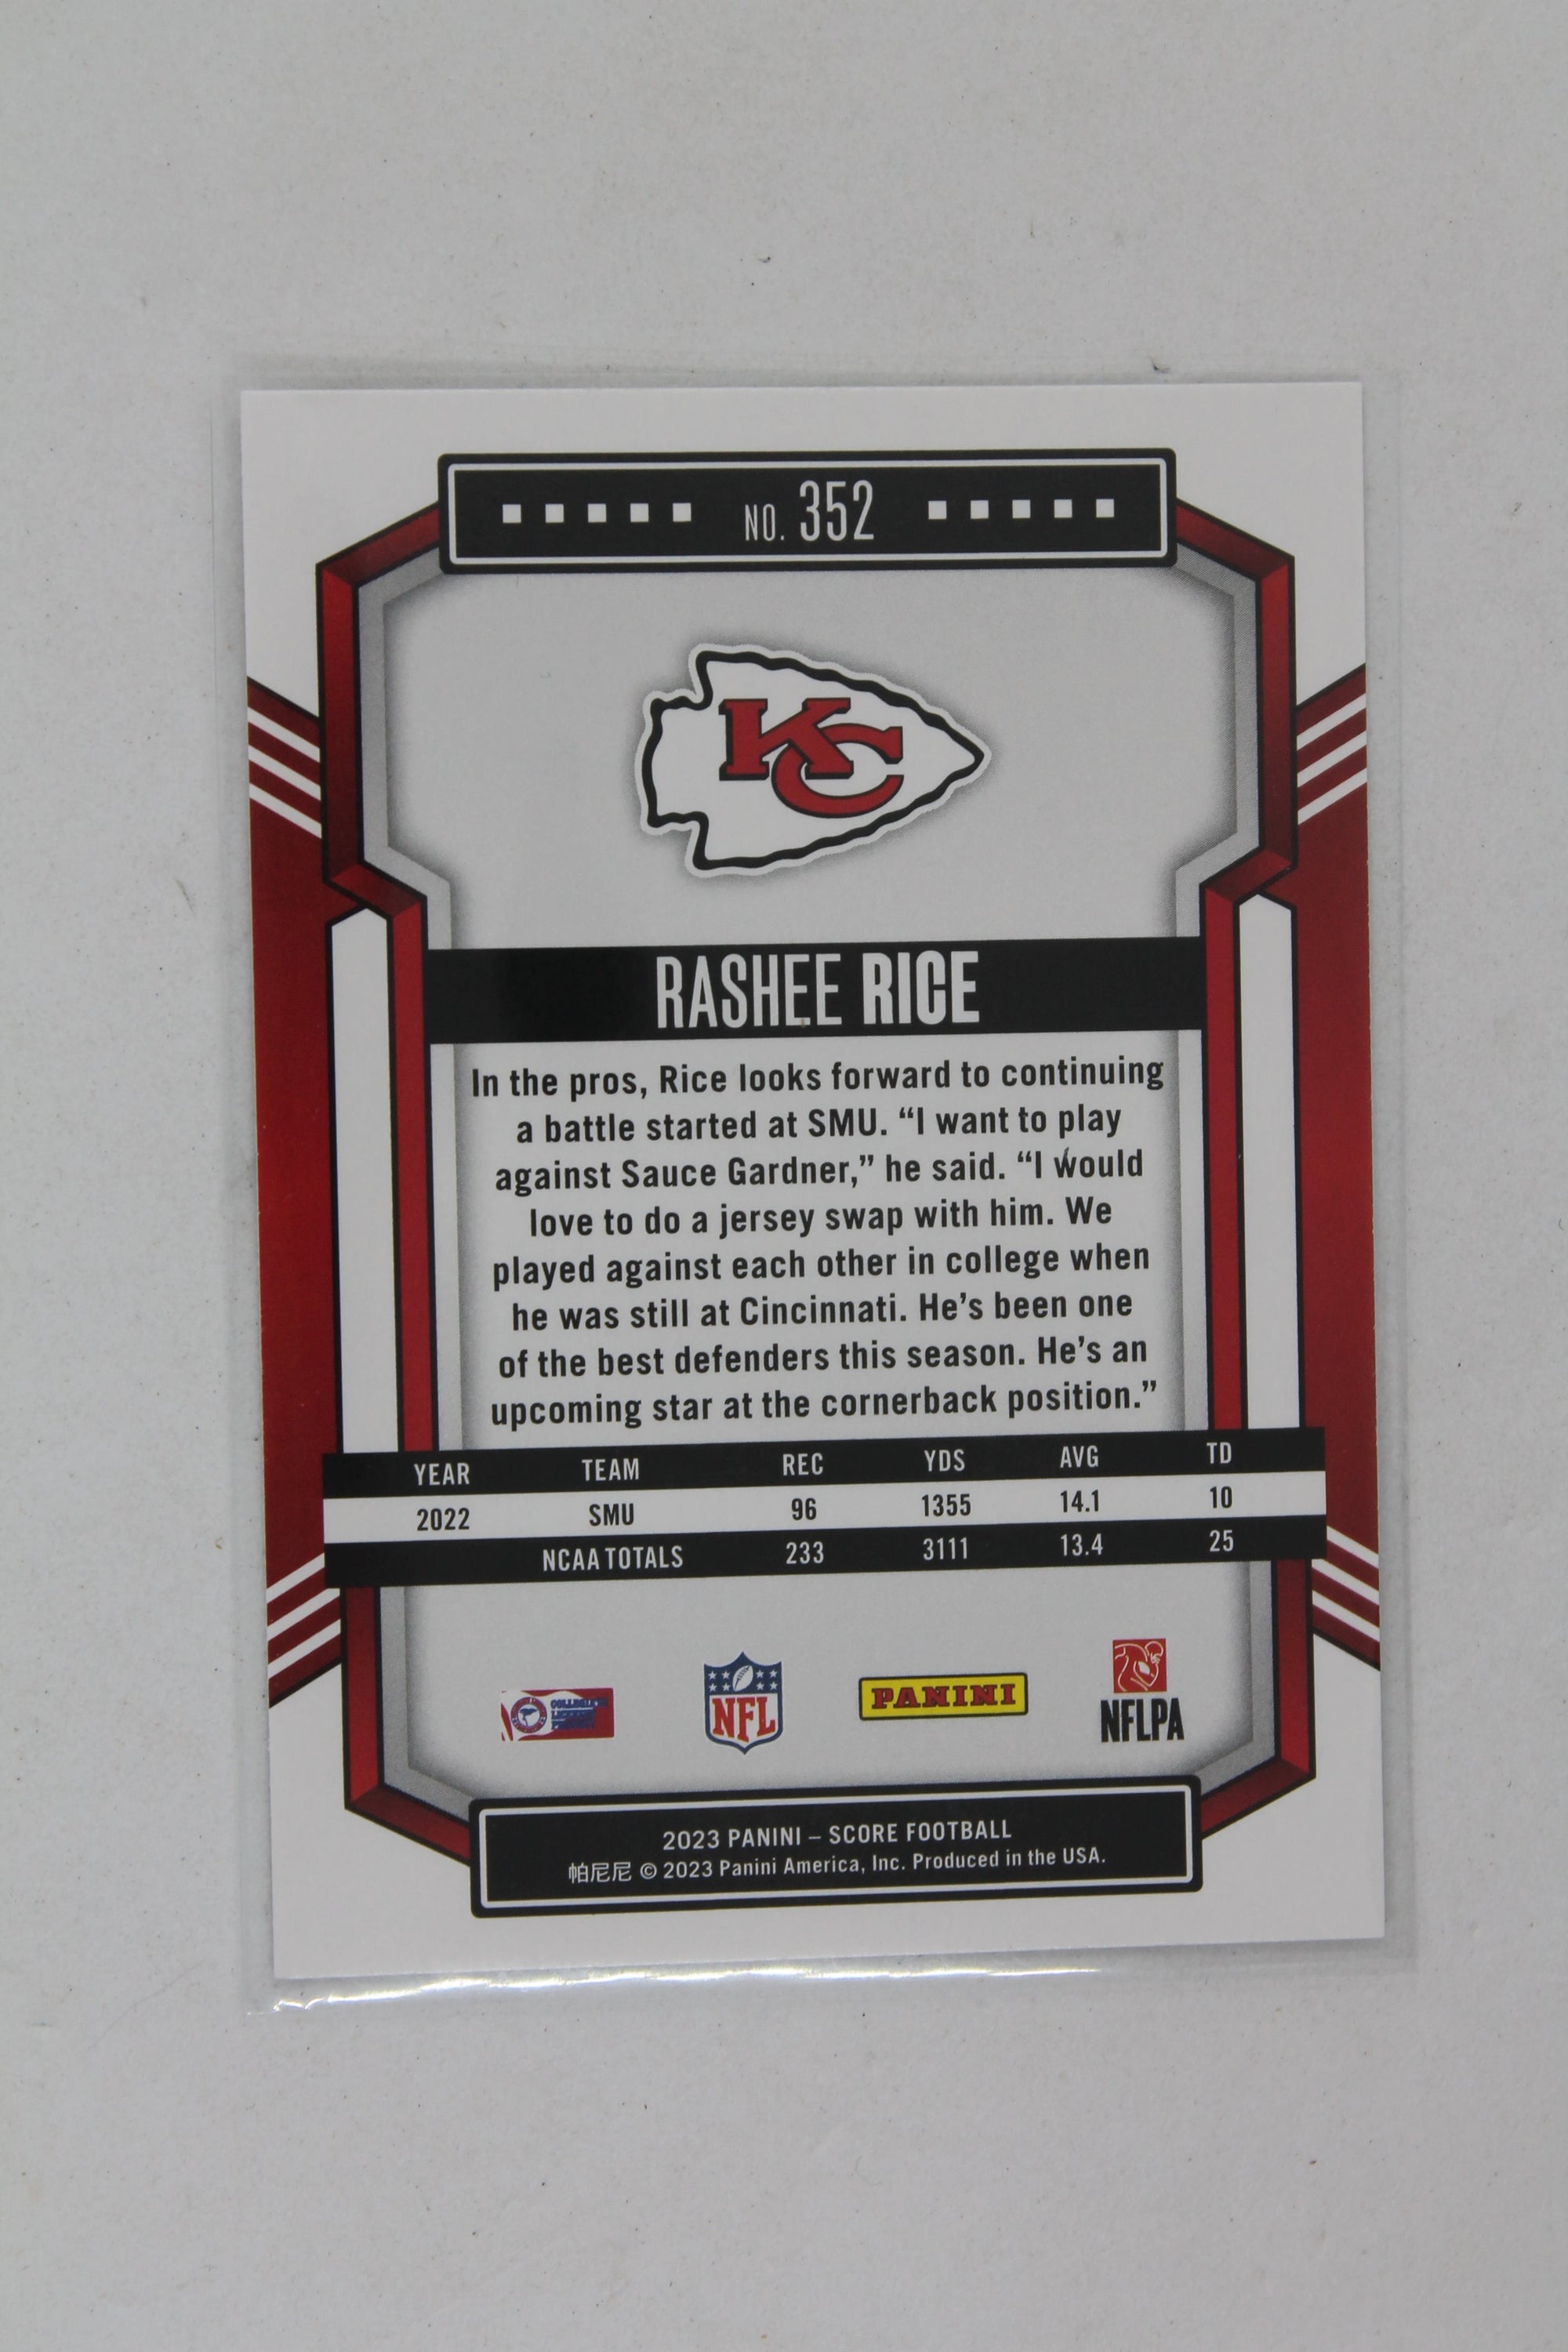 NO. 352
KC
RASHEE RICE
In the pros, Rice looks forward to continuing
a battle started at SMU. “I want to play
against Sauce Gardner,” he said. “I would
love to do a jersey swap with him. We
played against each other in college when
he was still at Cincinnati. He’s been one
of the best defenders this season. He’s an
upcoming star at the cornerback position.”
YEAR TEAM REC YDS AVG TD
2022 SMU 96 1355 14.1 10
NCAA TOTALS 233 3111 13.4 25
NFL
PANINI
NFLPA
2023 PANINI – SCORE FOOTBALL
帕尼尼 © 2023 Panini America, Inc. Produced in the USA.